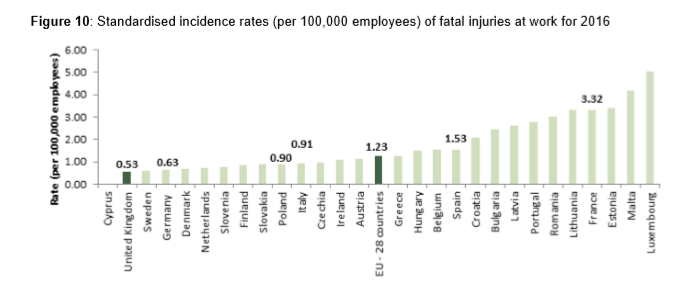 Figure 10: Standardised incidence rates (per 100,000 employees) of fatal injuries at work for 2016
Rate (per 100,000 employees)
6.00
5.00
4.00
3.00
2.00
1.00
0.00
0.53
0.63
0.90
0.91
1.23
1.53
3.32
Cyprus
United Kingdom
Sweden
Germany
Denmark
Netherlands
Slovenia
Finland
Slovakia
Poland
Italy
Czechia
Ireland
Austria
EU - 28 countries
Greece
Hungary
Belgium
Spain
Croatia
Bulgaria
Latvia
Portugal
Romania
Lithuania
France
Estonia
Malta
Luxembourg